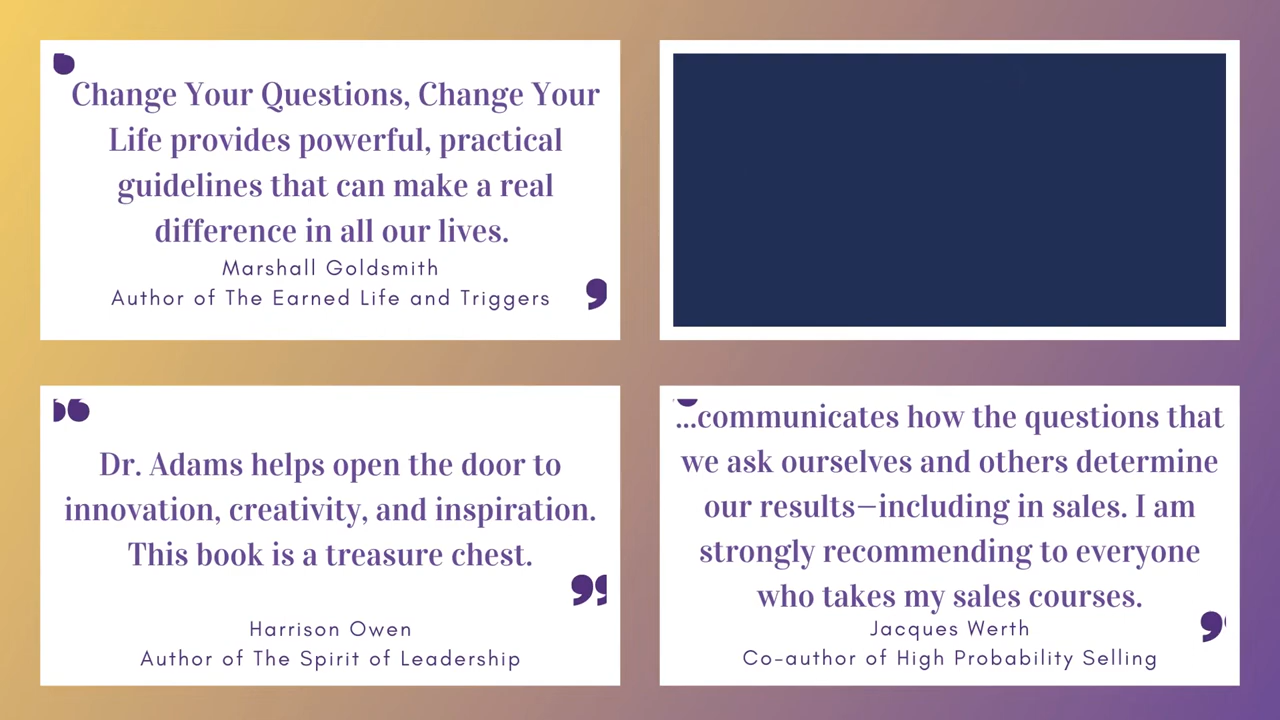 Change Your Questions, Change Your
Life provides powerful, practical
guidelines that can make a real
difference in all our lives.
Marshall Goldsmith
Author of The Earned Life and Triggers
Dr. Adams helps open the door to
innovation, creativity, and inspiration.
This book is a treasure chest.
Harrison Owen
Author of The Spirit of Leadership
...communicates how the questions that
we ask ourselves and others determine
our results—including in sales. I am
strongly recommending to everyone
who takes my sales courses.
Jacques Werth
Co-author of High Probability Selling